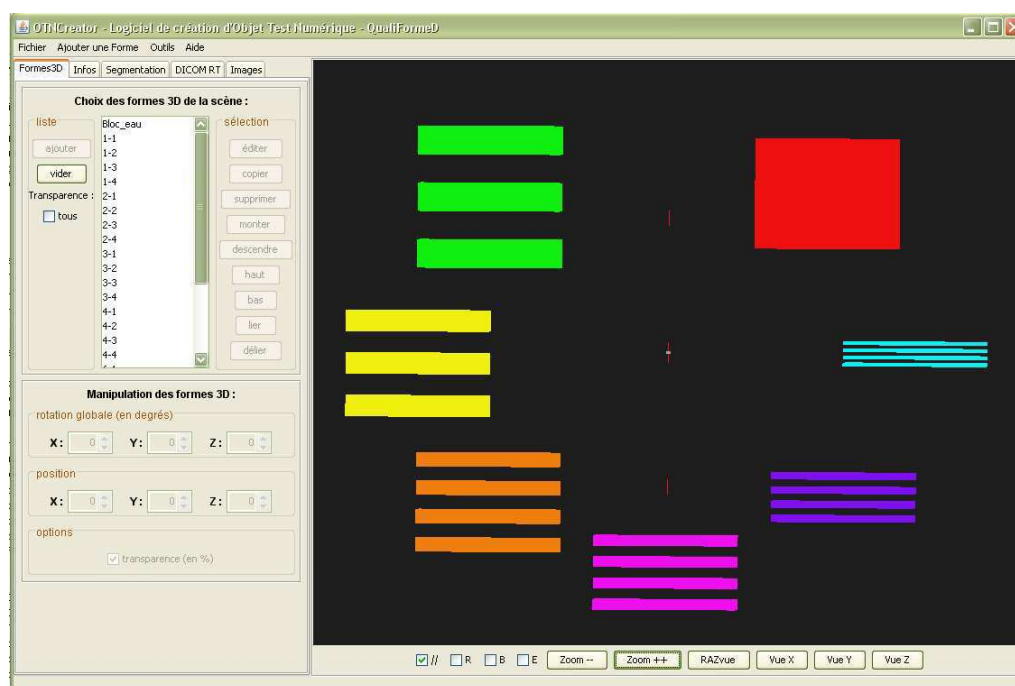 OTNCreator - Logiciel de création d'Objet Test Numérique - QualiFormeD
Fichier Ajouter une Forme Outils Aide
Formes3D Infos Segmentation DICOM RT Images
Choix des formes 3D de la scène :
liste
ajouter
vider
Transparence :
tous
Bloc_eau
1-1
1-2
1-3
1-4
2-1
2-2
2-3
2-4
3-1
3-2
3-3
3-4
4-1
4-2
4-3
4-4
sélection
éditer
copier
supprimer
monter
descendre
haut
bas
lier
délier
Manipulation des formes 3D :
rotation globale (en degrés)
X : 0 Y : 0 Z : 0
position
X : 0 Y : 0 Z : 0
options
transparence (en %)
// R B E Zoom -- Zoom ++ RAZvue Vue X Vue Y Vue Z